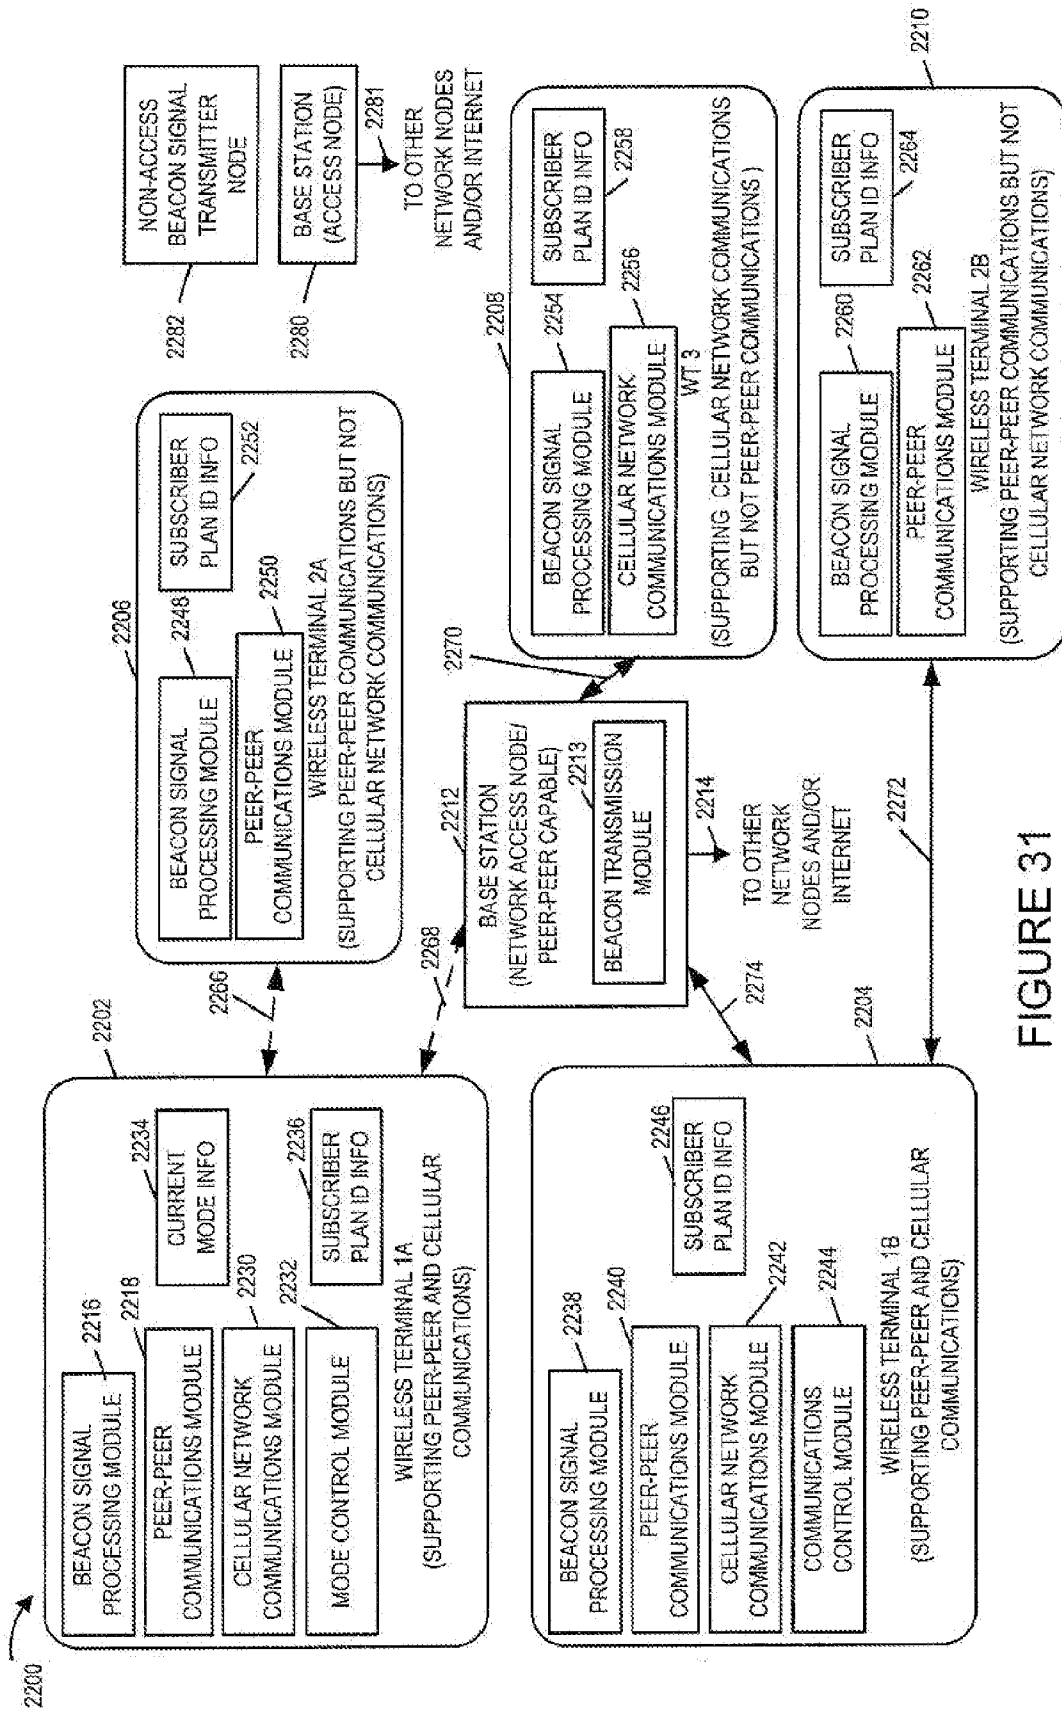 2200
2202
BEACON SIGNAL
PROCESSING MODULE
2216
PEER-PEER
COMMUNICATIONS MODULE
2218
CELLULAR NETWORK
COMMUNICATIONS MODULE
2230
MODE CONTROL MODULE
2232
CURRENT
MODE INFO
2234
SUBSCRIBER
PLAN ID INFO
2236
WIRELESS TERMINAL 1A
(SUPPORTING PEER-PEER AND CELLULAR
COMMUNICATIONS)
2266
2268
2206
BEACON SIGNAL
PROCESSING MODULE
2248
SUBSCRIBER
PLAN ID INFO
2252
PEER-PEER
COMMUNICATIONS MODULE
2250
WIRELESS TERMINAL 2A
(SUPPORTING PEER-PEER COMMUNICATIONS BUT NOT
CELLULAR NETWORK COMMUNICATIONS)
2282
NON-ACCESS
BEACON SIGNAL
TRANSMITTER
NODE
2280
BASE STATION
(ACCESS NODE)
2281
TO OTHER
NETWORK NODES
AND/OR INTERNET
2212
BASE STATION
(NETWORK ACCESS NODE/
PEER-PEER CAPABLE)
2213
BEACON TRANSMISSION
MODULE
2214
TO OTHER
NETWORK
NODES AND/OR
INTERNET
2270
2274
2272
2208
BEACON SIGNAL
PROCESSING MODULE
2254
SUBSCRIBER
PLAN ID INFO
2258
CELLULAR NETWORK
COMMUNICATIONS MODULE
2256
WT 3
(SUPPORTING CELLULAR NETWORK COMMUNICATIONS
BUT NOT PEER-PEER COMMUNICATIONS )
2204
BEACON SIGNAL
PROCESSING MODULE
2238
PEER-PEER
COMMUNICATIONS MODULE
2240
CELLULAR NETWORK
COMMUNICATIONS MODULE
2242
COMMUNICATIONS
CONTROL MODULE
2244
SUBSCRIBER
PLAN ID INFO
2246
WIRELESS TERMINAL 1B
(SUPPORTING PEER-PEER AND CELLULAR
COMMUNICATIONS)
2210
BEACON SIGNAL
PROCESSING MODULE
2260
SUBSCRIBER
PLAN ID INFO
2264
PEER-PEER
COMMUNICATIONS MODULE
2262
WIRELESS TERMINAL 2B
(SUPPORTING PEER-PEER COMMUNICATIONS BUT NOT
CELLULAR NETWORK COMMUNICATIONS)
FIGURE 31